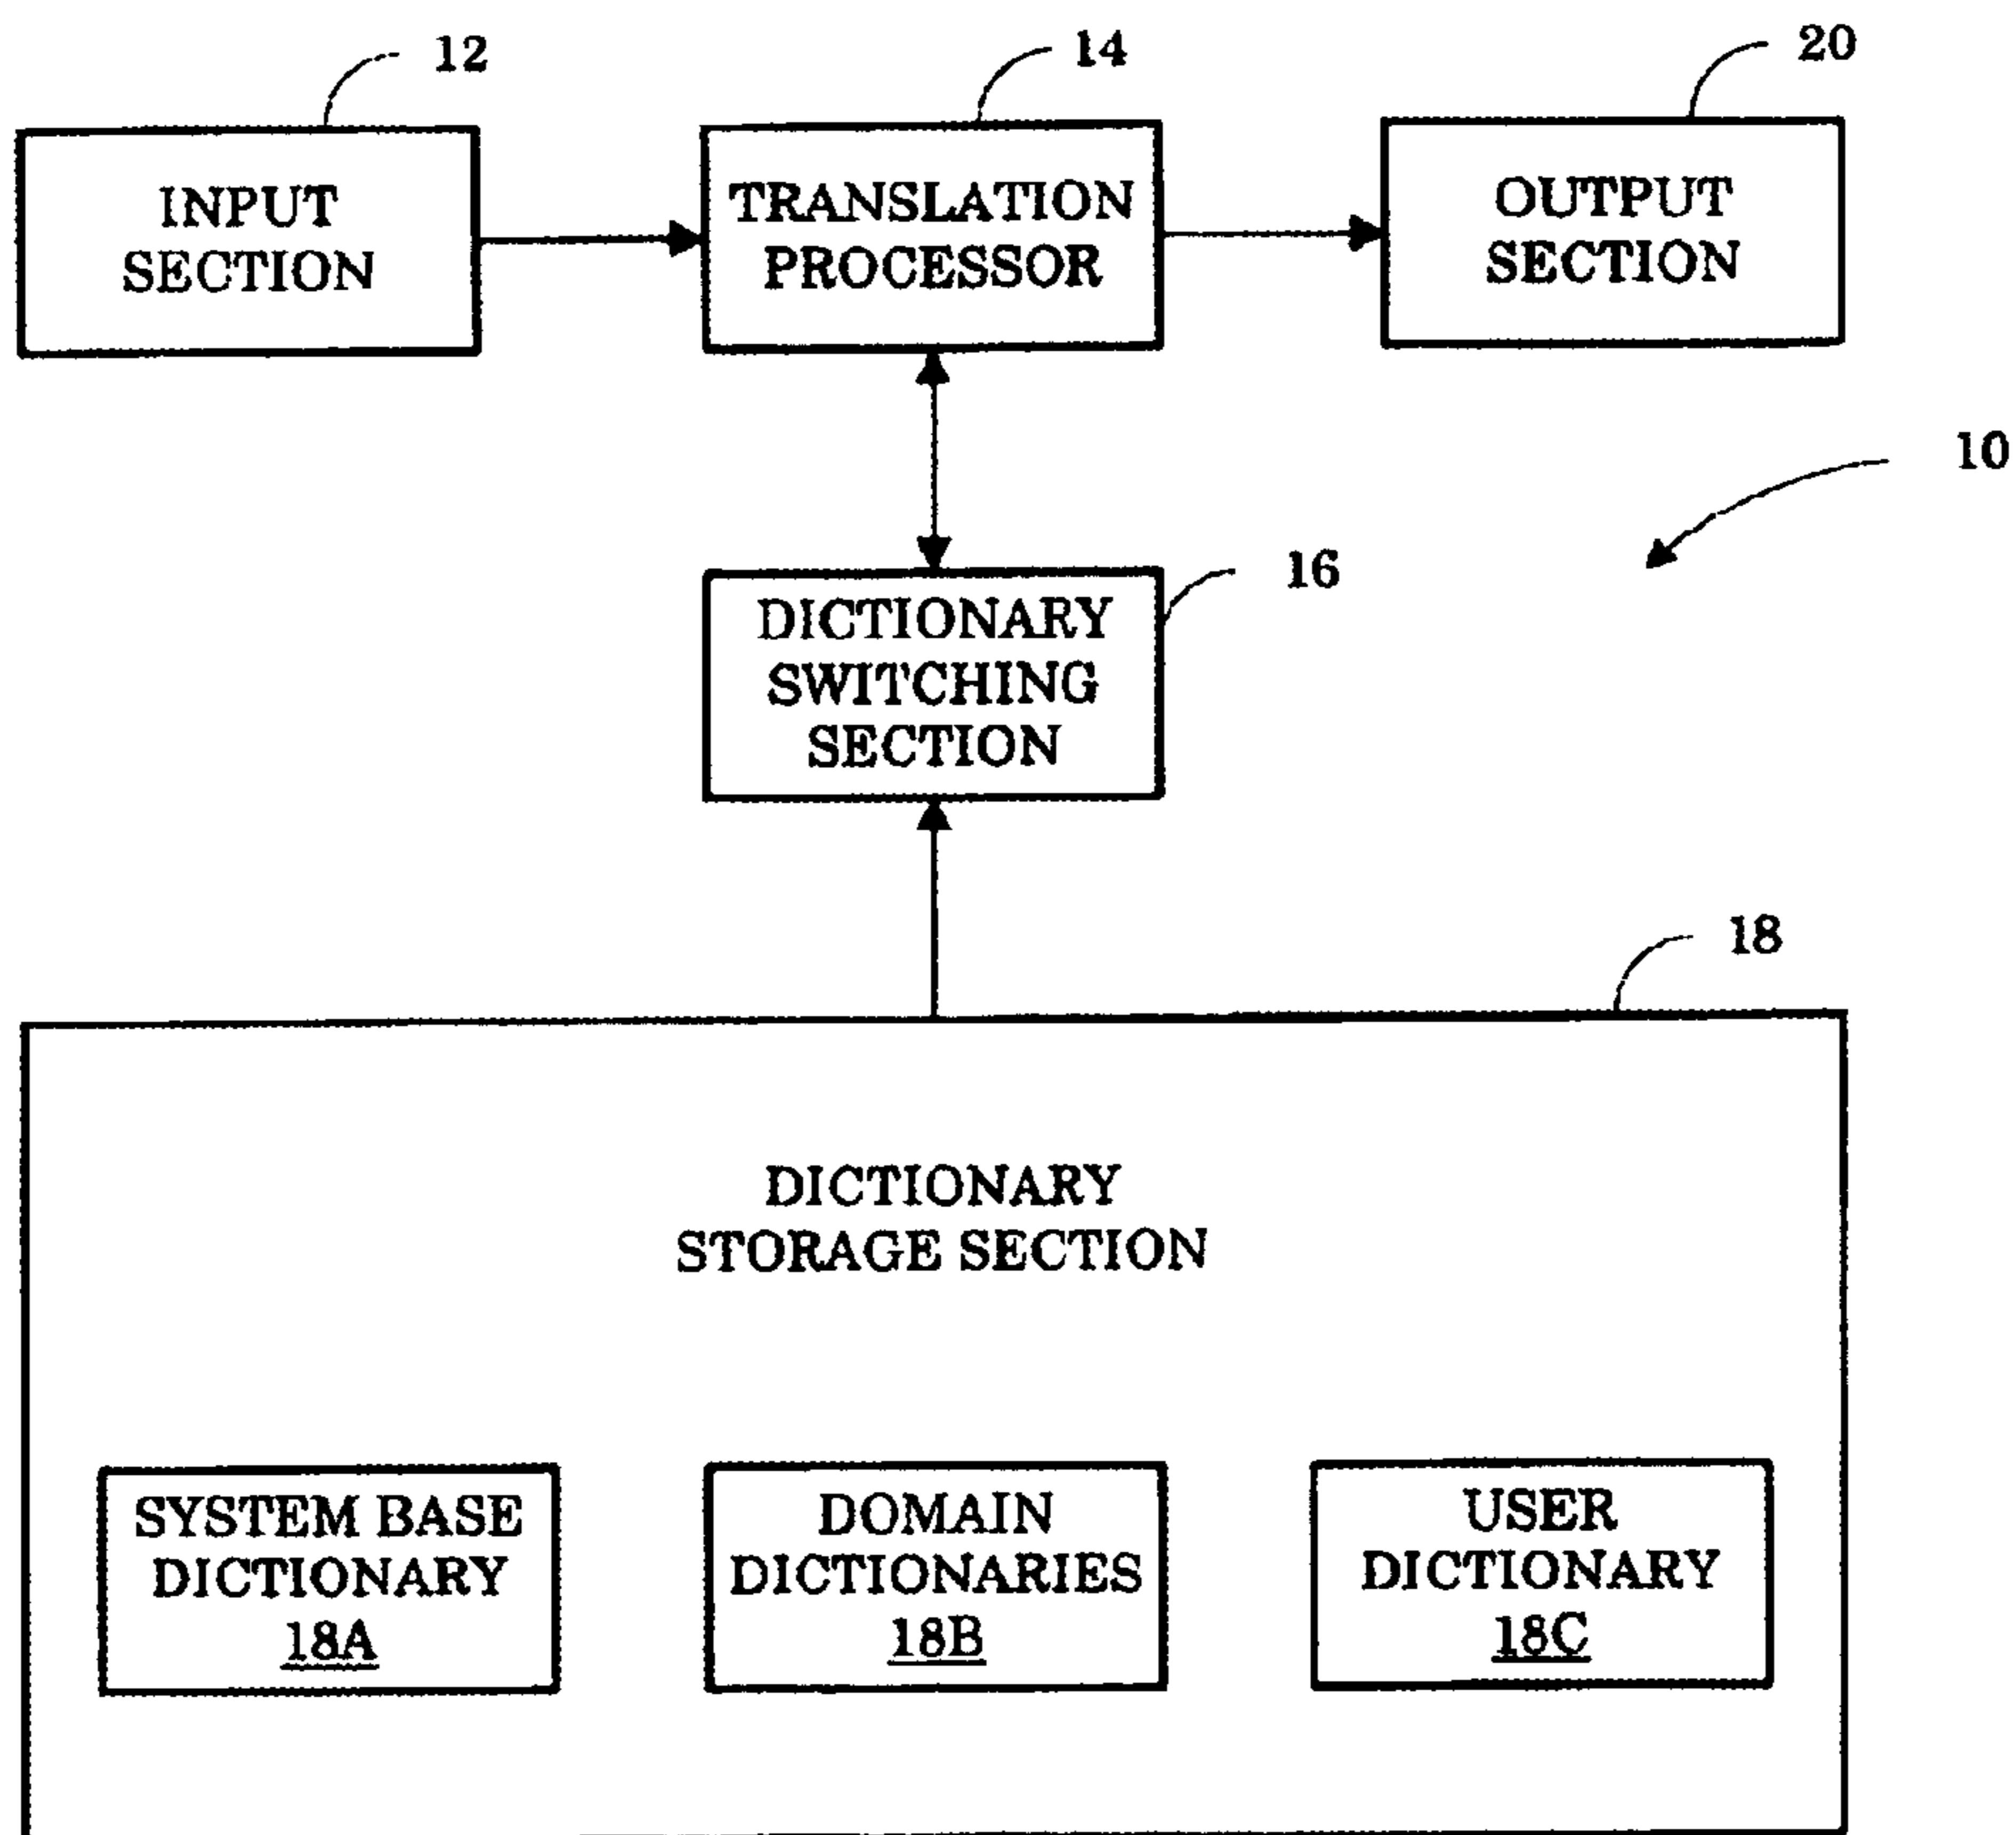 12
14
20
INPUT
SECTION
TRANSLATION
PROCESSOR
OUTPUT
SECTION
10
16
DICTIONARY
SWITCHING
SECTION
18
DICTIONARY
STORAGE SECTION
SYSTEM BASE
DICTIONARY
18A
DOMAIN
DICTIONARIES
18B
USER
DICTIONARY
18C